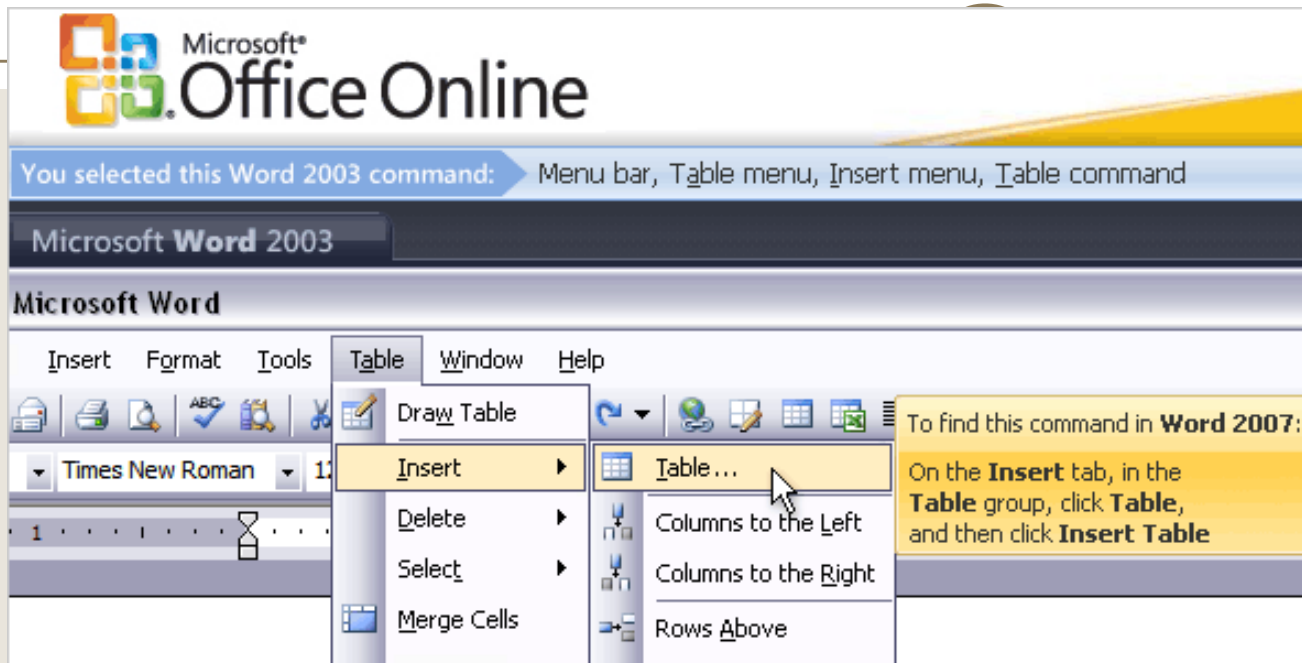 Microsoft®
Office Online
You selected this Word 2003 command: Menu bar, Table menu, Insert menu, Table command
Microsoft Word 2003
Microsoft Word
Insert Format Tools Table Window Help
ABC
Draw Table
To find this command in Word 2007:
Times New Roman 12
Insert
Table...
On the Insert tab, in the
Table group, click Table,
and then click Insert Table
1
Delete
Columns to the Left
Select
Columns to the Right
Merge Cells
Rows Above